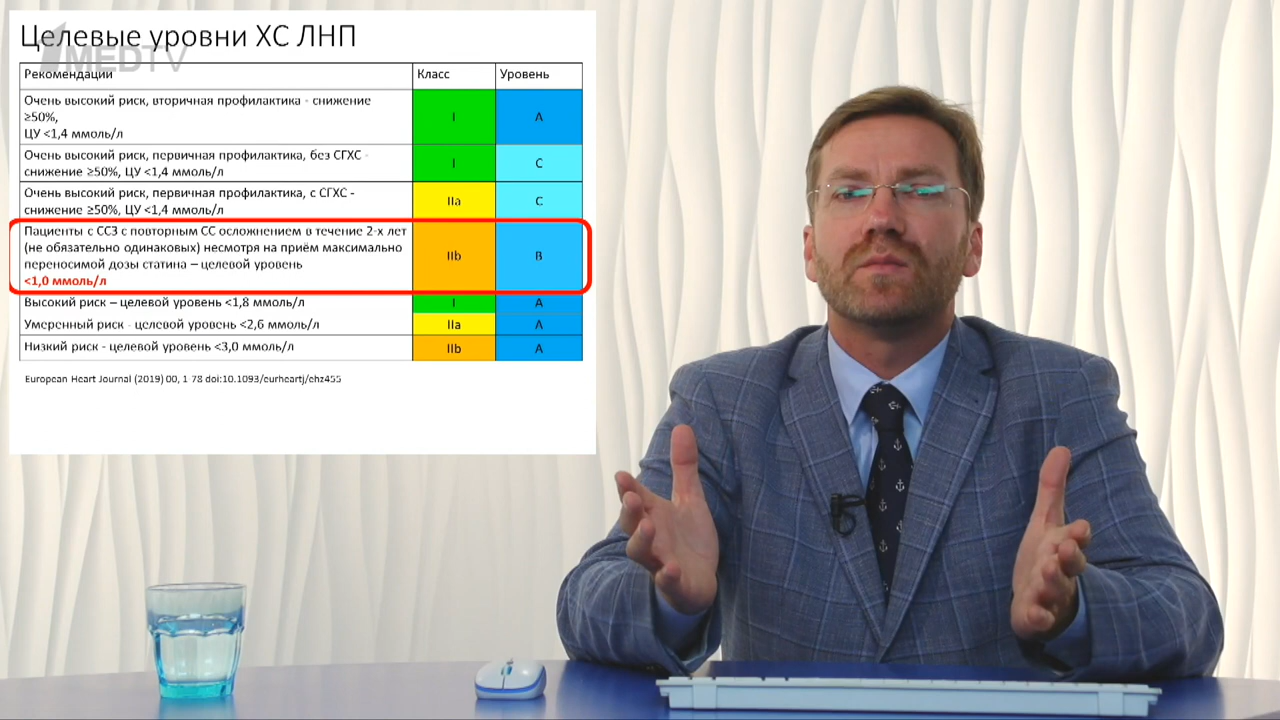 Целевые уровни ХС ЛНП
1MEDTV
Рекомендации Класс Уровень
Очень высокий риск, вторичная профилактика - снижение
≥50%,
ЦУ <1,4 ммоль/л
I A
Очень высокий риск, первичная профилактика, без СГХС -
снижение ≥50%, ЦУ <1,4 ммоль/л
I C
Очень высокий риск, первичная профилактика, с СГХС -
снижение ≥50%, ЦУ <1,4 ммоль/л
IIa C
Пациенты с ССЗ с повторным СС осложнением в течение 2-х лет
(не обязательно одинаковых) несмотря на приём максимально
переносимой дозы статина – целевой уровень
<1,0 ммоль/л
IIb B
Высокий риск – целевой уровень <1,8 ммоль/л I A
Умеренный риск - целевой уровень <2,6 ммоль/л IIa A
Низкий риск - целевой уровень <3,0 ммоль/л IIb A
European Heart Journal (2019) 00, 1 78 doi:10.1093/eurheartj/ehz455